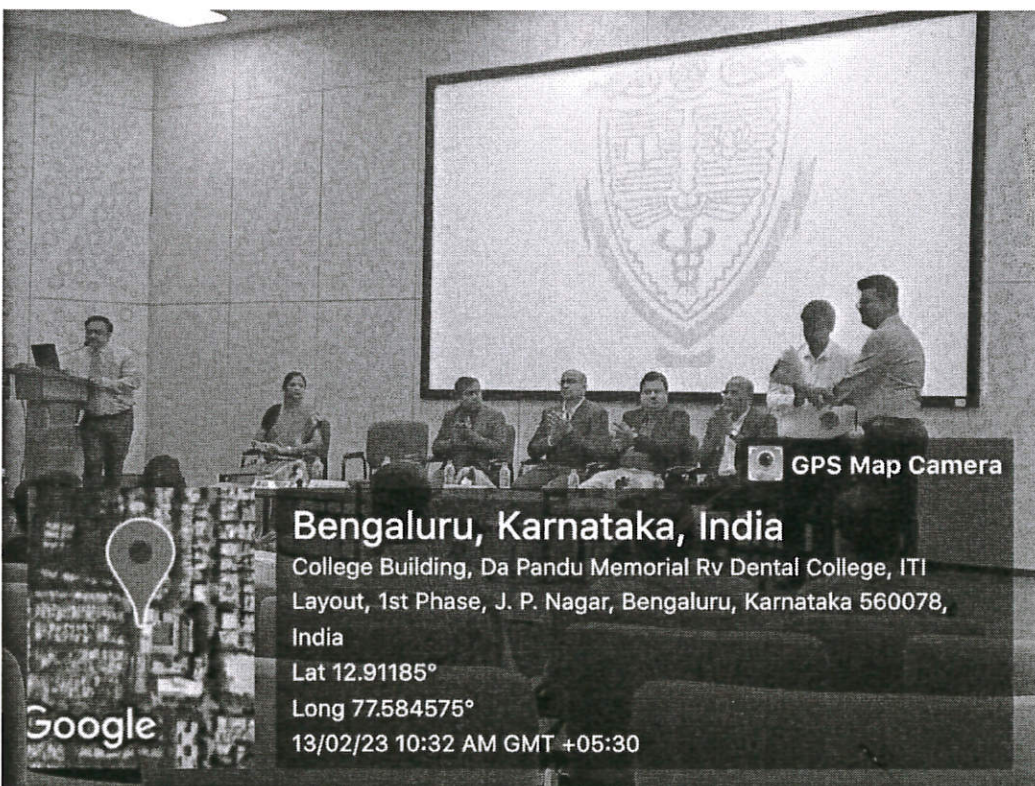 GPS Map Camera
Bengaluru, Karnataka, India
College Building, Da Pandu Memorial Rv Dental College, ITI
Layout, 1st Phase, J. P. Nagar, Bengaluru, Karnataka 560078,
India
Lat 12.91185°
Long 77.584575°
13/02/23 10:32 AM GMT +05:30
Google